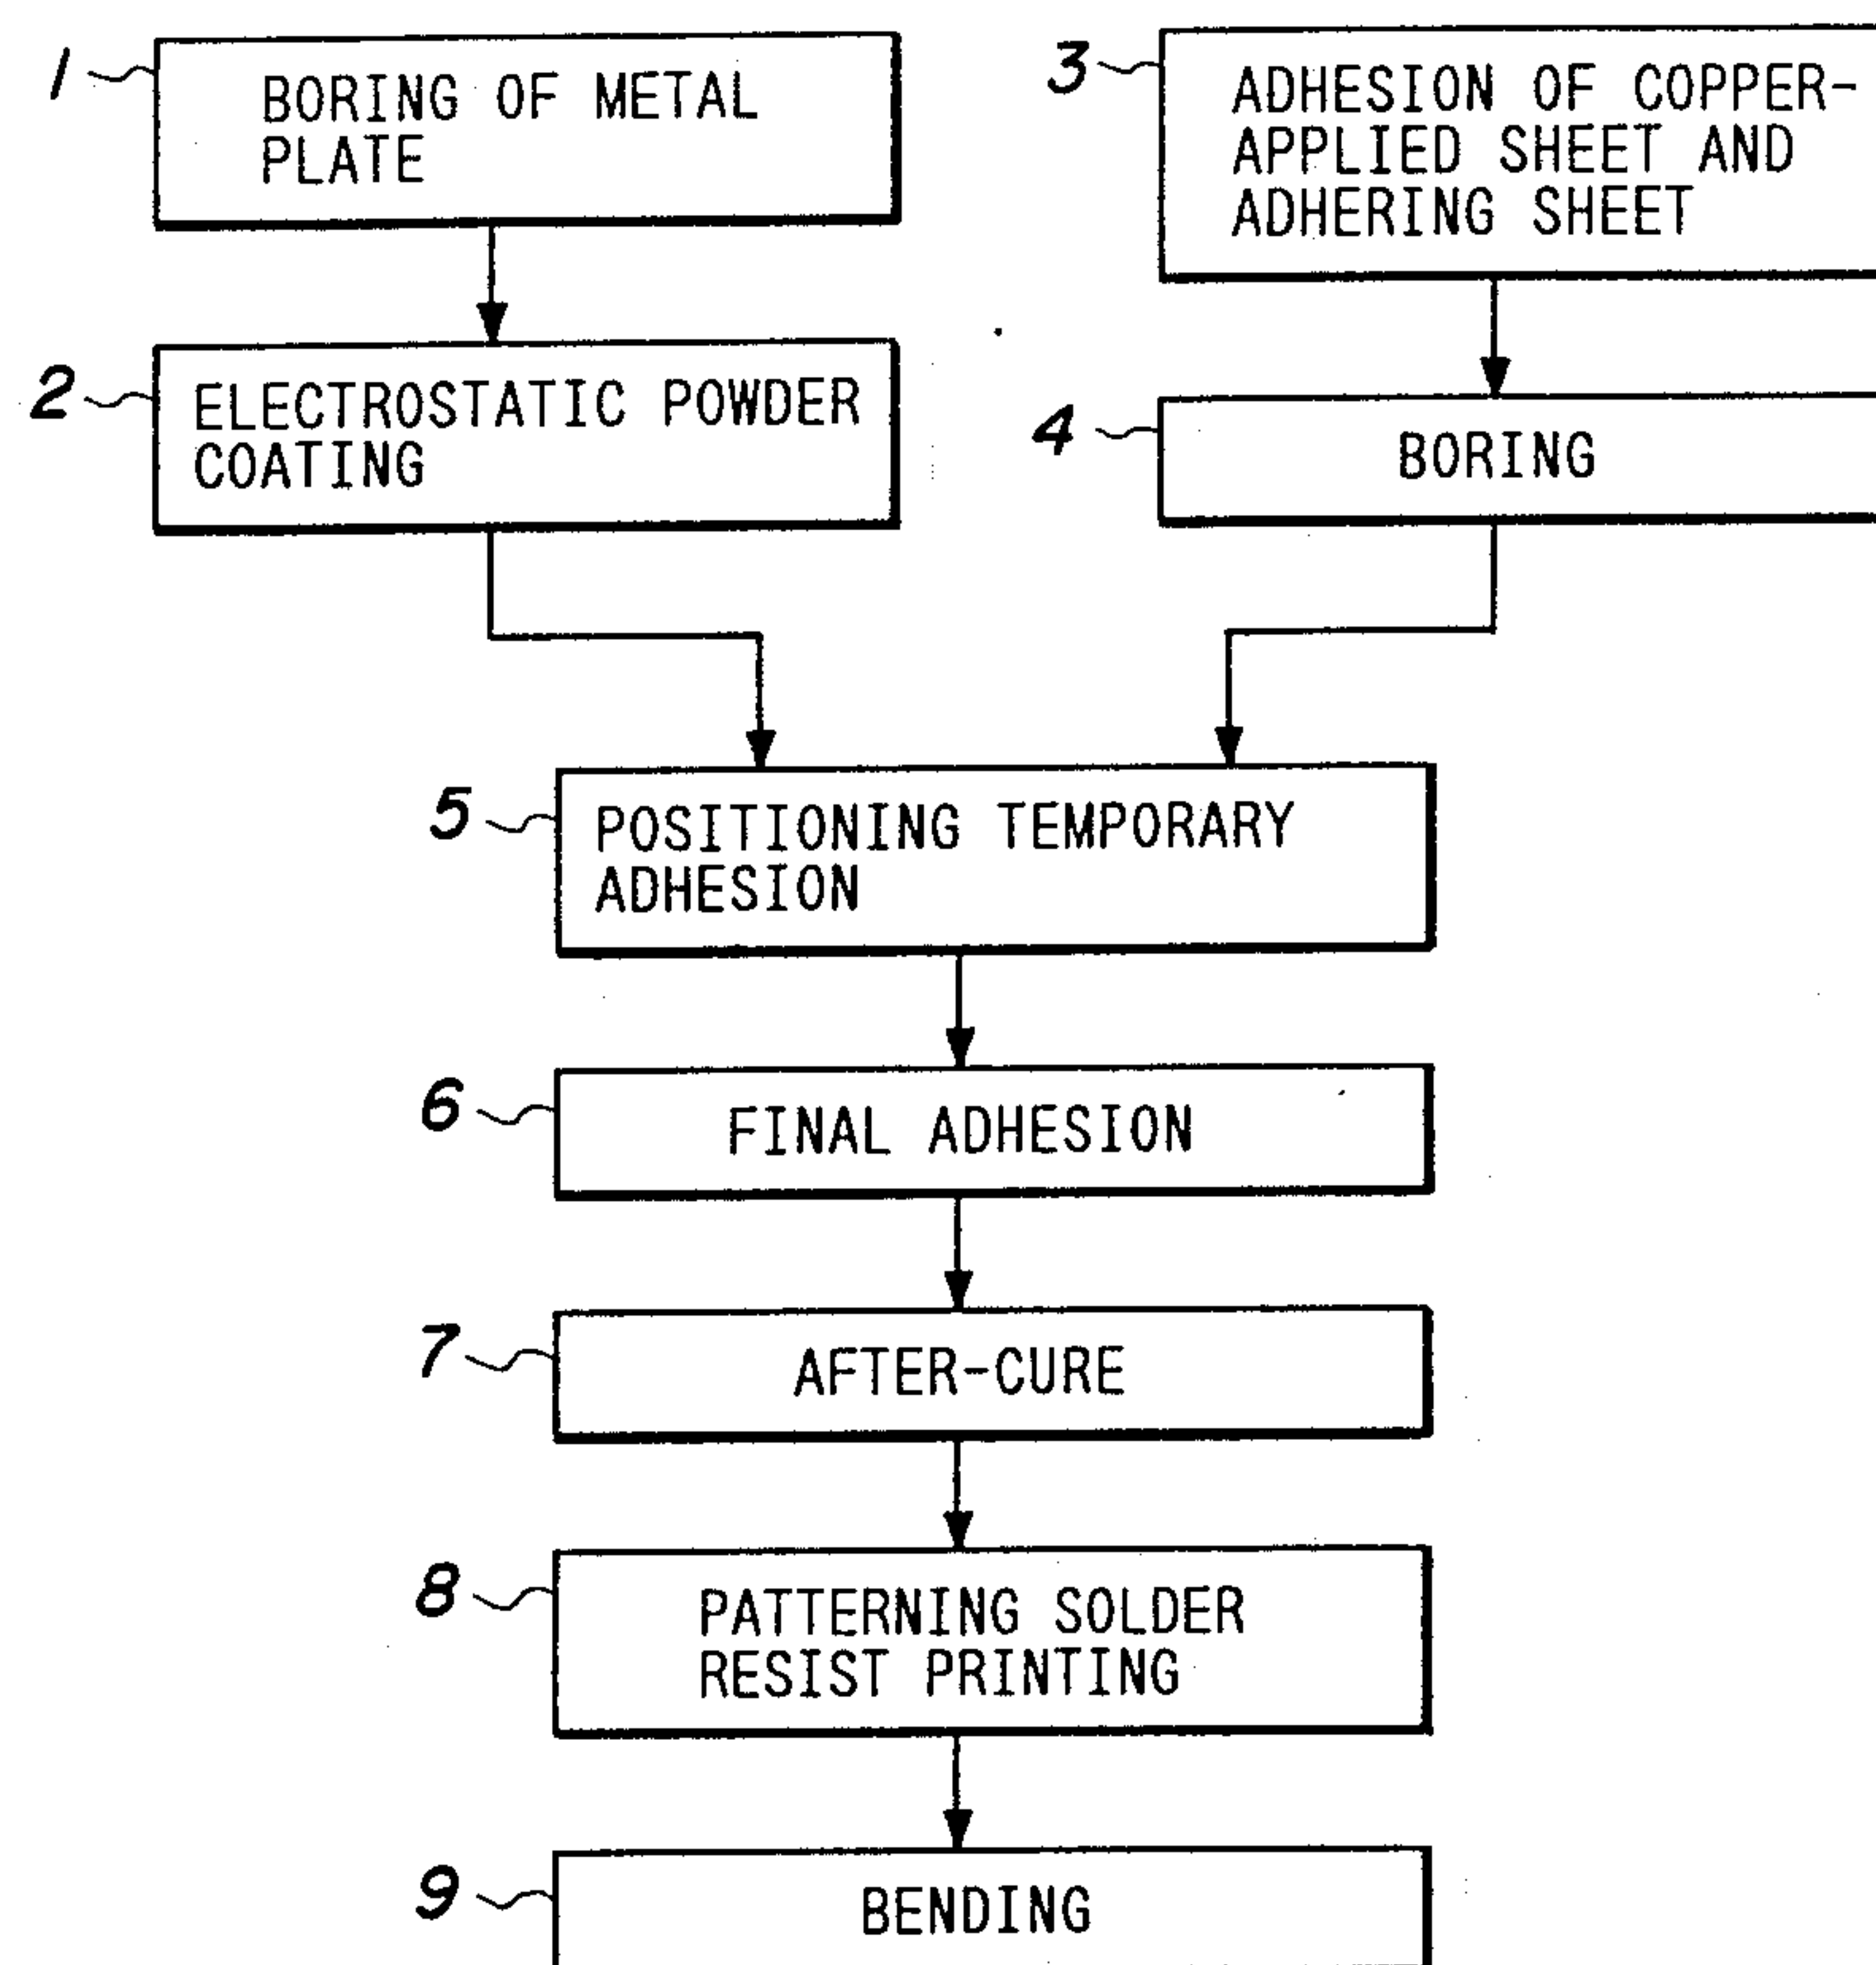 1
BORING OF METAL
PLATE
2
ELECTROSTATIC POWDER
COATING
3
ADHESION OF COPPER-
APPLIED SHEET AND
ADHERING SHEET
4
BORING
5
POSITIONING TEMPORARY
ADHESION
6
FINAL ADHESION
7
AFTER-CURE
8
PATTERNING SOLDER
RESIST PRINTING
9
BENDING